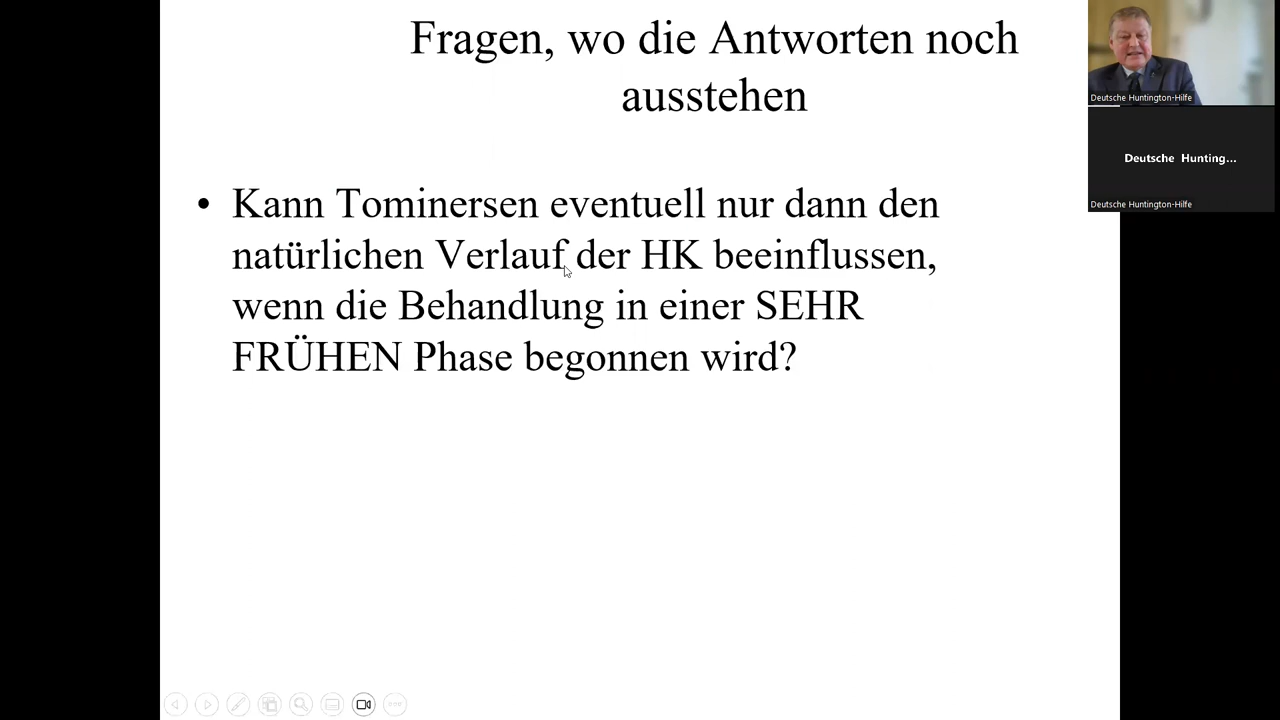 Fragen, wo die Antworten noch
ausstehen
• Kann Tominersen eventuell nur dann den
natürlichen Verlauf der HK beeinflussen,
wenn die Behandlung in einer SEHR
FRÜHEN Phase begonnen wird?
Deutsche Huntington-Hilfe
Deutsche Hunting...
Deutsche Huntington-Hilfe